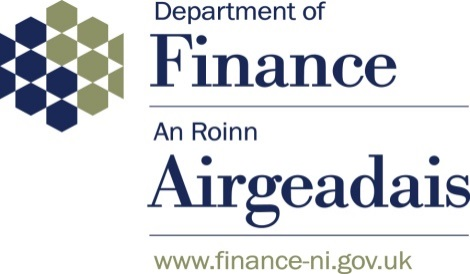 Department of
Finance
An Roinn
Airgeadais
www.finance-ni.gov.uk